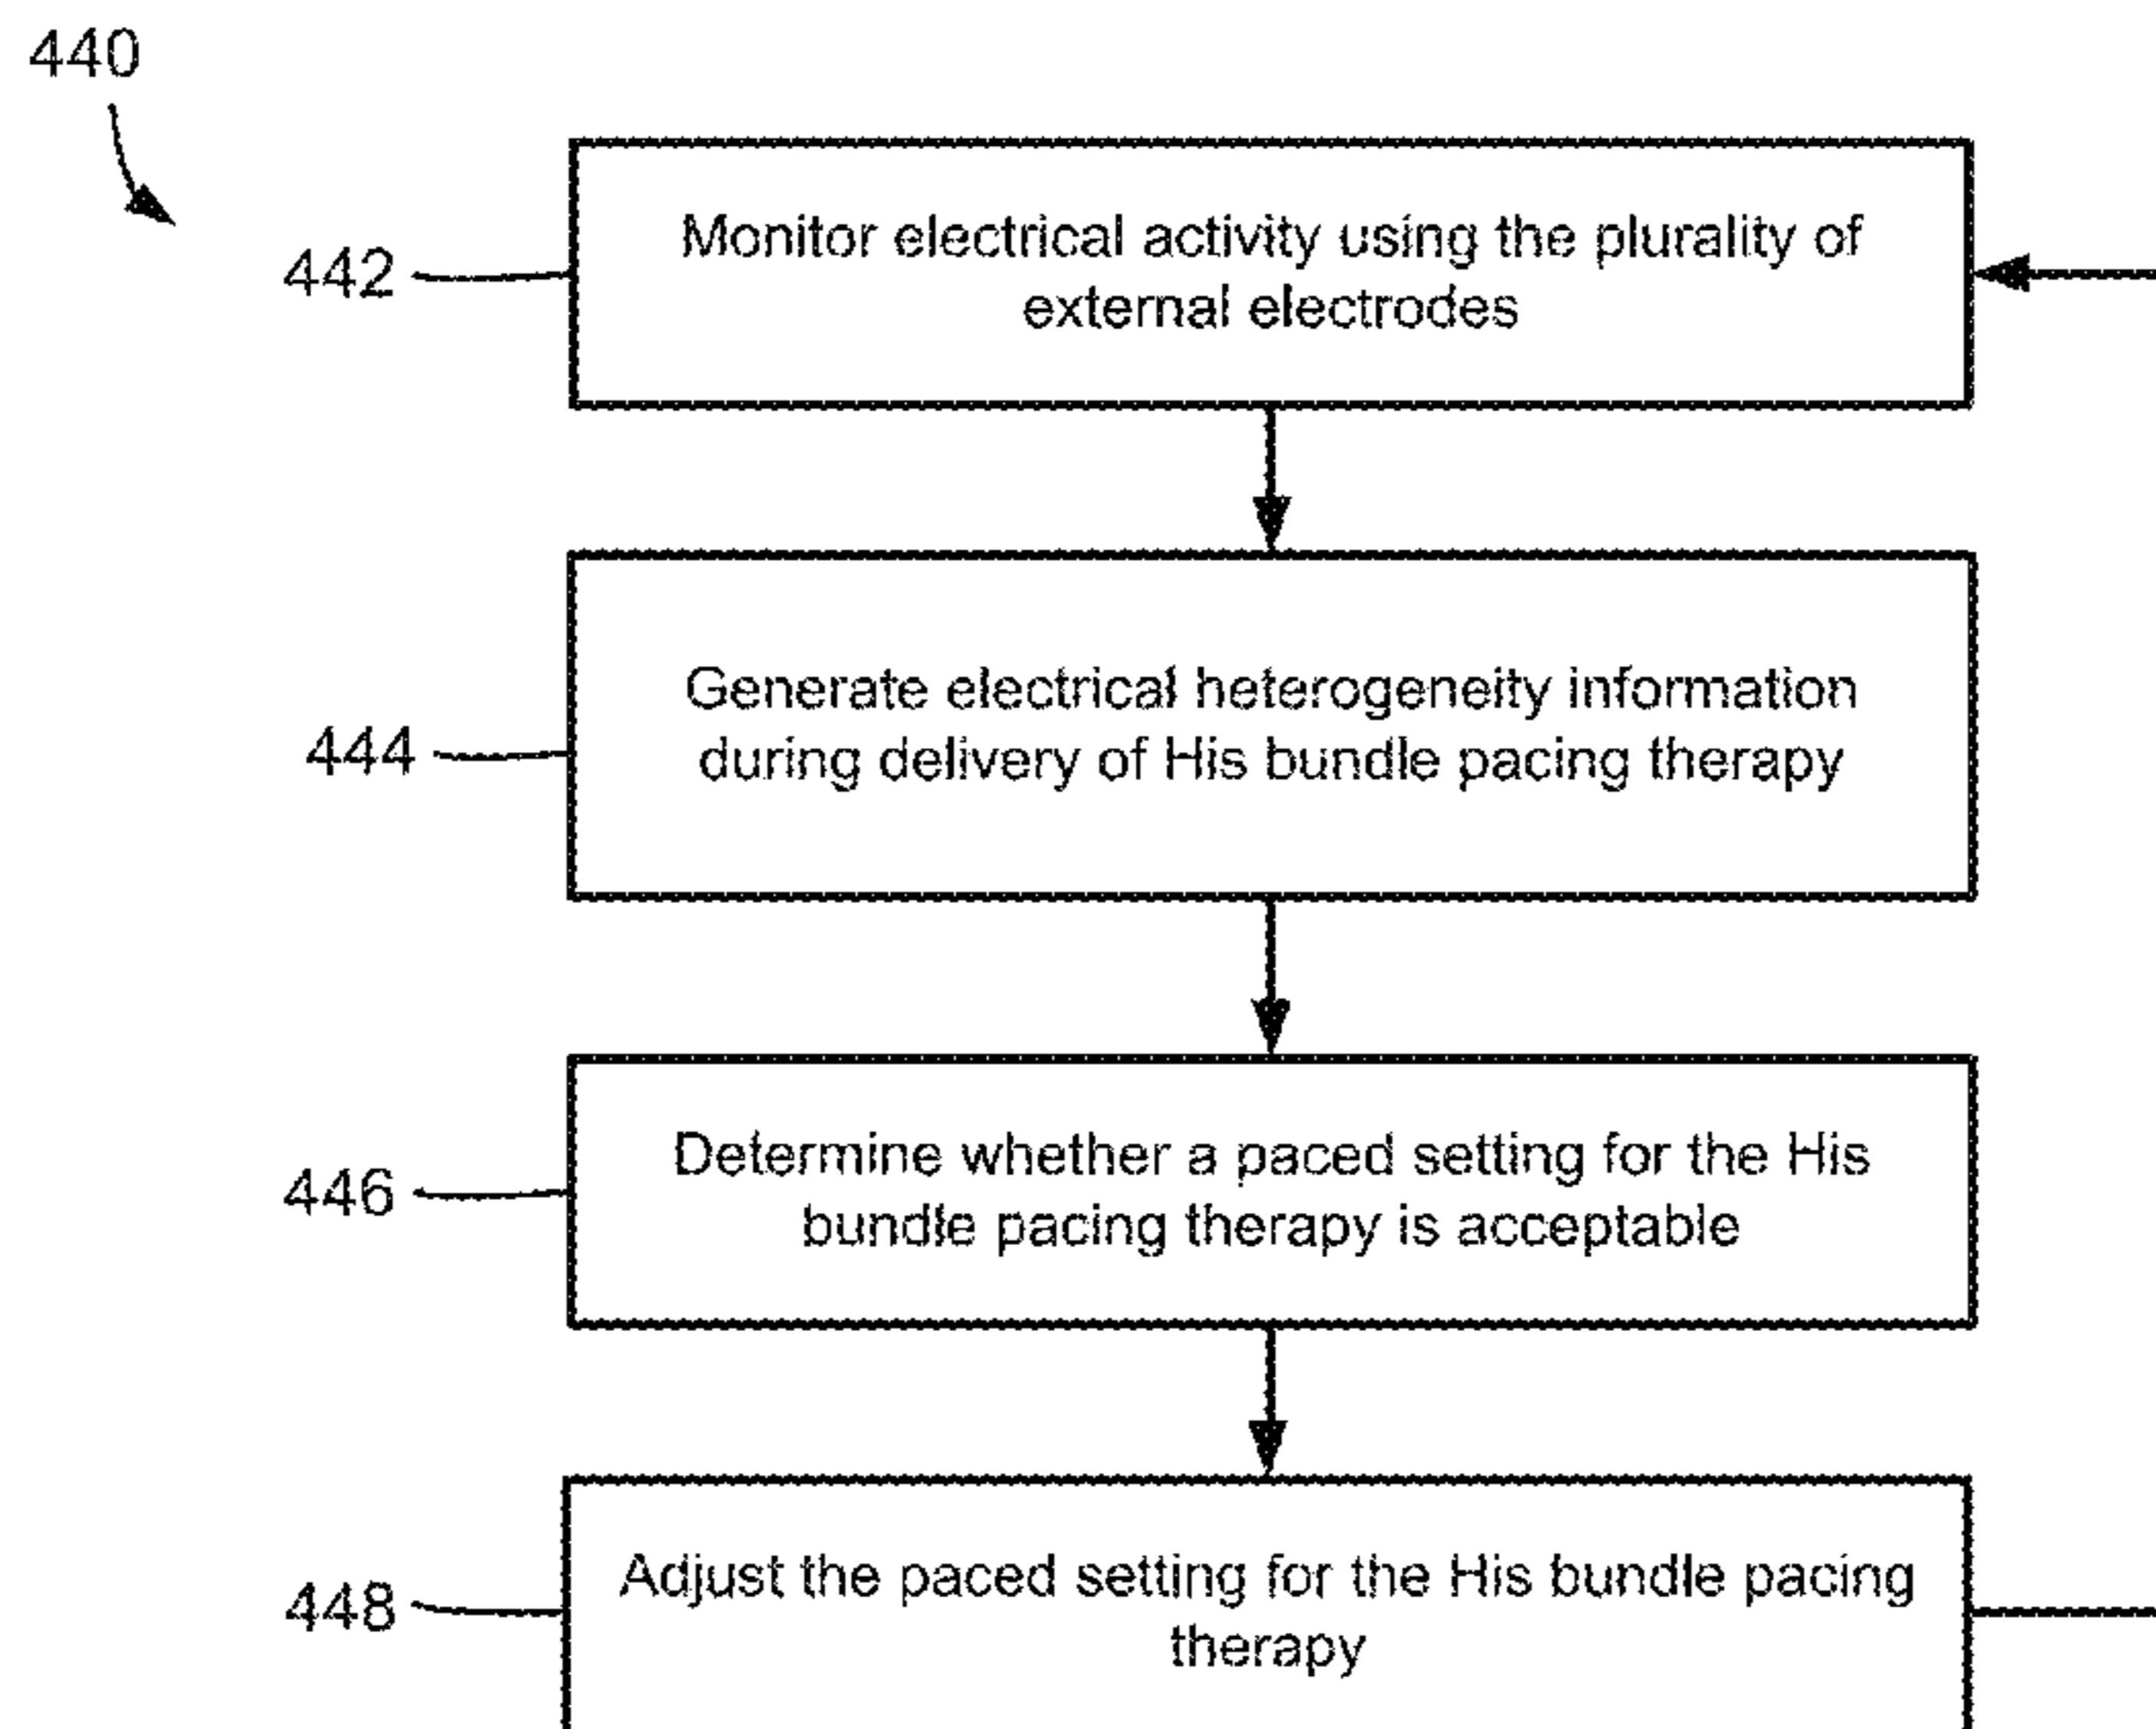 440
442
Monitor electrical activity using the plurality of
external electrodes
444
Generate electrical heterogeneity information
during delivery of His bundle pacing therapy
446
Determine whether a paced setting for the His
bundle pacing therapy is acceptable
448
Adjust the paced setting for the His bundle pacing
therapy